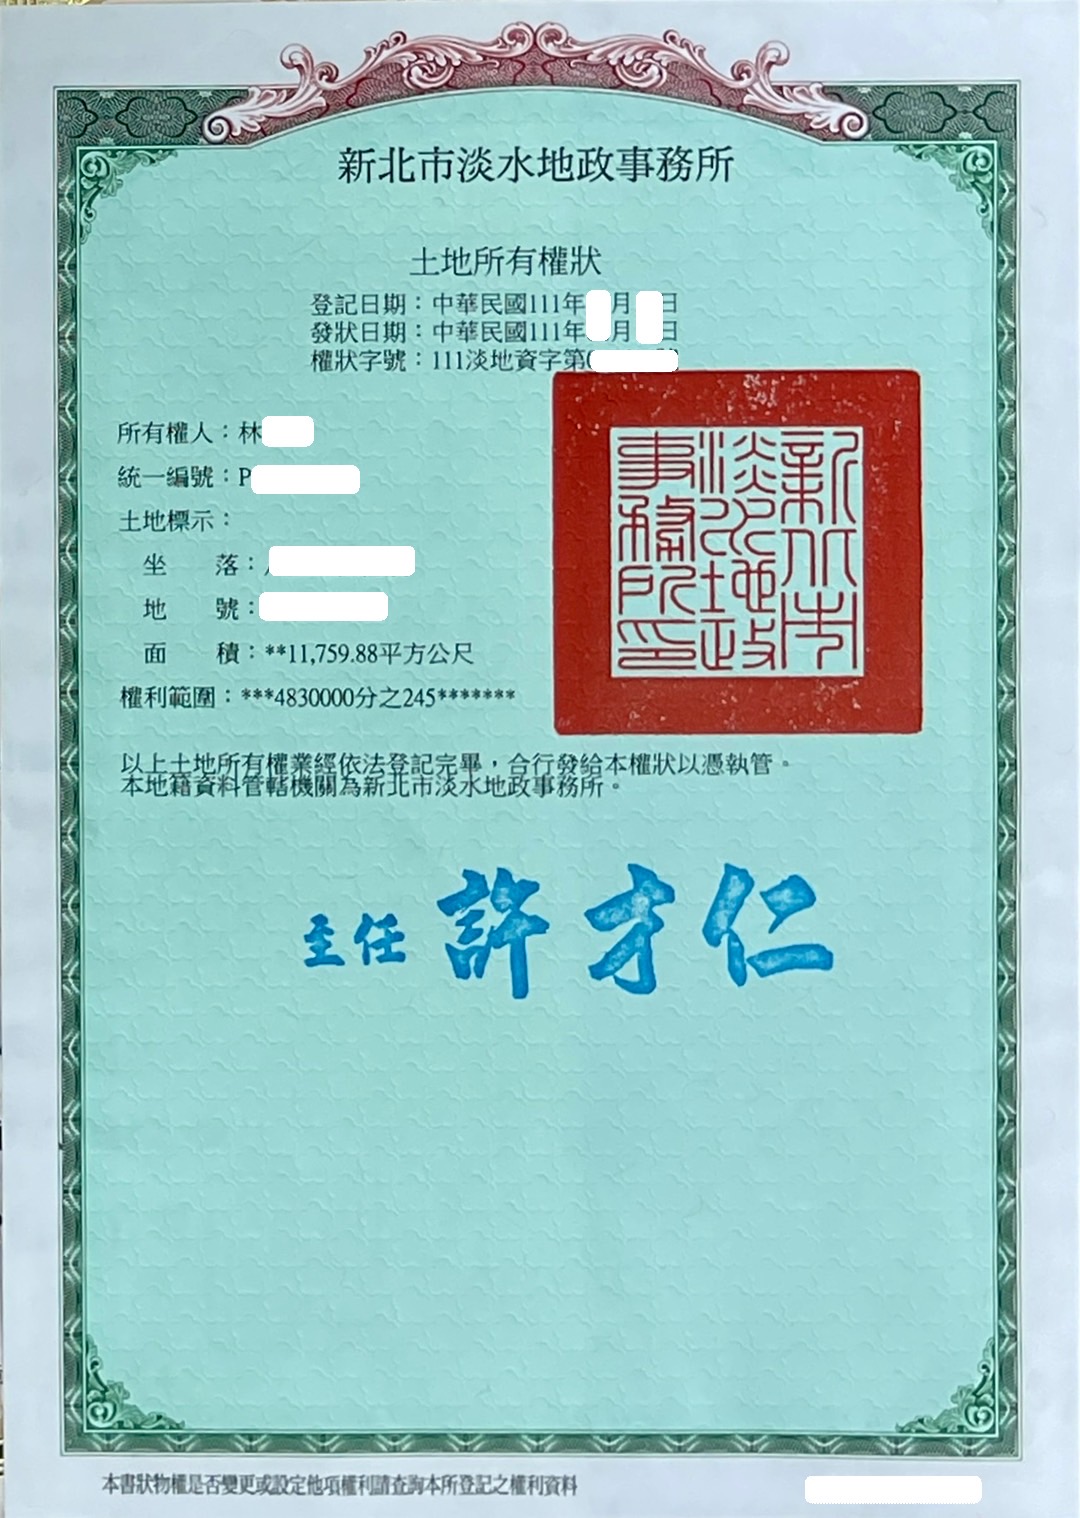 新北市淡水地政事務所
土地所有權狀
登記日期：中華民國111年 月 日
發狀日期：中華民國111年 月 日
權狀字號：111淡地資字第
所有權人：林
統一編號：P
土地標示：
坐　　落：
地　　號：
面　　積：**11,759.88平方公尺
權利範圍：***4830000分之245*******
新北市淡水地政事務所印
以上土地所有權業經依法登記完畢，合行發給本權狀以憑執管。
本地籍資料管轄機關為新北市淡水地政事務所。
主任 許才仁
本書狀物權是否變更或設定他項權利請查詢本所登記之權利資料